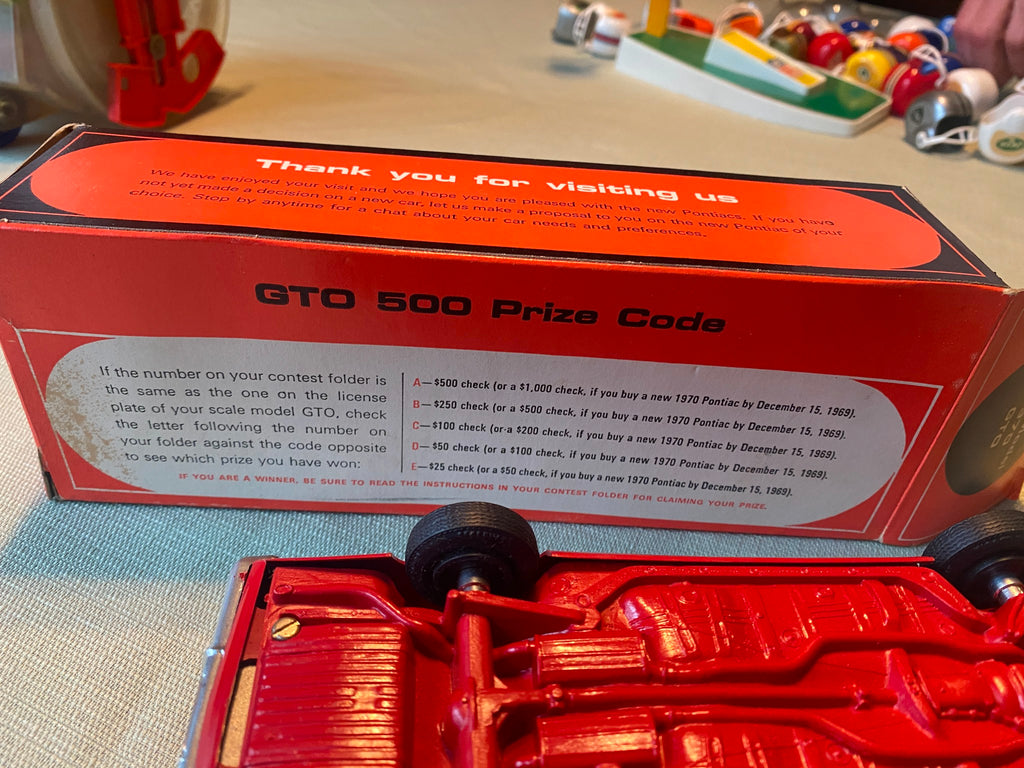 Thank you for visiting us
We have enjoyed your visit and we hope you are pleased with the new Pontiacs. If you have
not yet made a decision on a new car, let us make a proposal to you on the new Pontiac of your
choice. Stop by anytime for a chat about your car needs and preferences.
GTO 500 Prize Code
If the number on your contest folder is
the same as the one on the license
plate of your scale model GTO, check
the letter following the number on
your folder against the code opposite
to see which prize you have won:
A—$500 check (or a $1,000 check, if you buy a new 1970 Pontiac by December 15, 1969).
B—$250 check (or a $500 check, if you buy a new 1970 Pontiac by December 15, 1969).
C—$100 check (or a $200 check, if you buy a new 1970 Pontiac by December 15, 1969).
D—$50 check (or a $100 check, if you buy a new 1970 Pontiac by December 15, 1969).
E—$25 check (or a $50 check, if you buy a new 1970 Pontiac by December 15, 1969).
IF YOU ARE A WINNER, BE SURE TO READ THE INSTRUCTIONS IN YOUR CONTEST FOLDER FOR CLAIMING YOUR PRIZE.